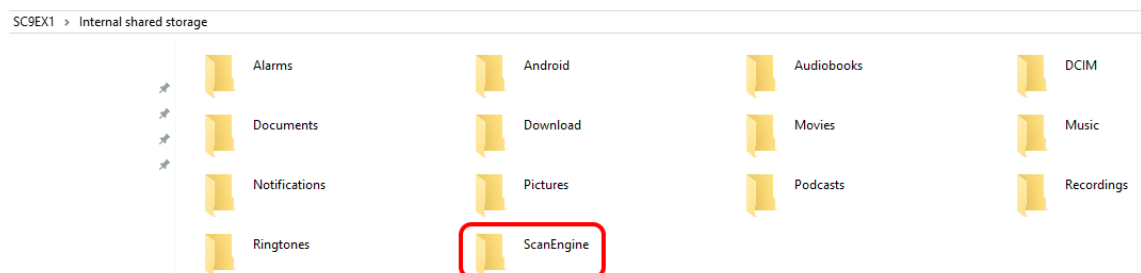 SC9EX1 > Internal shared storage
Alarms Android Audiobooks DCIM
Documents Download Movies Music
Notifications Pictures Podcasts Recordings
Ringtones ScanEngine